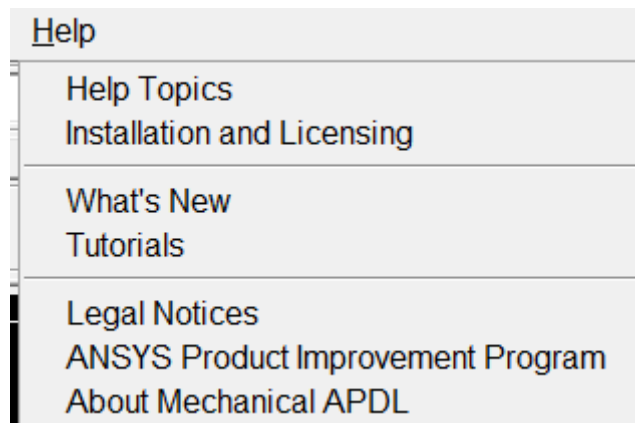 Help
Help Topics
Installation and Licensing
What's New
Tutorials
Legal Notices
ANSYS Product Improvement Program
About Mechanical APDL